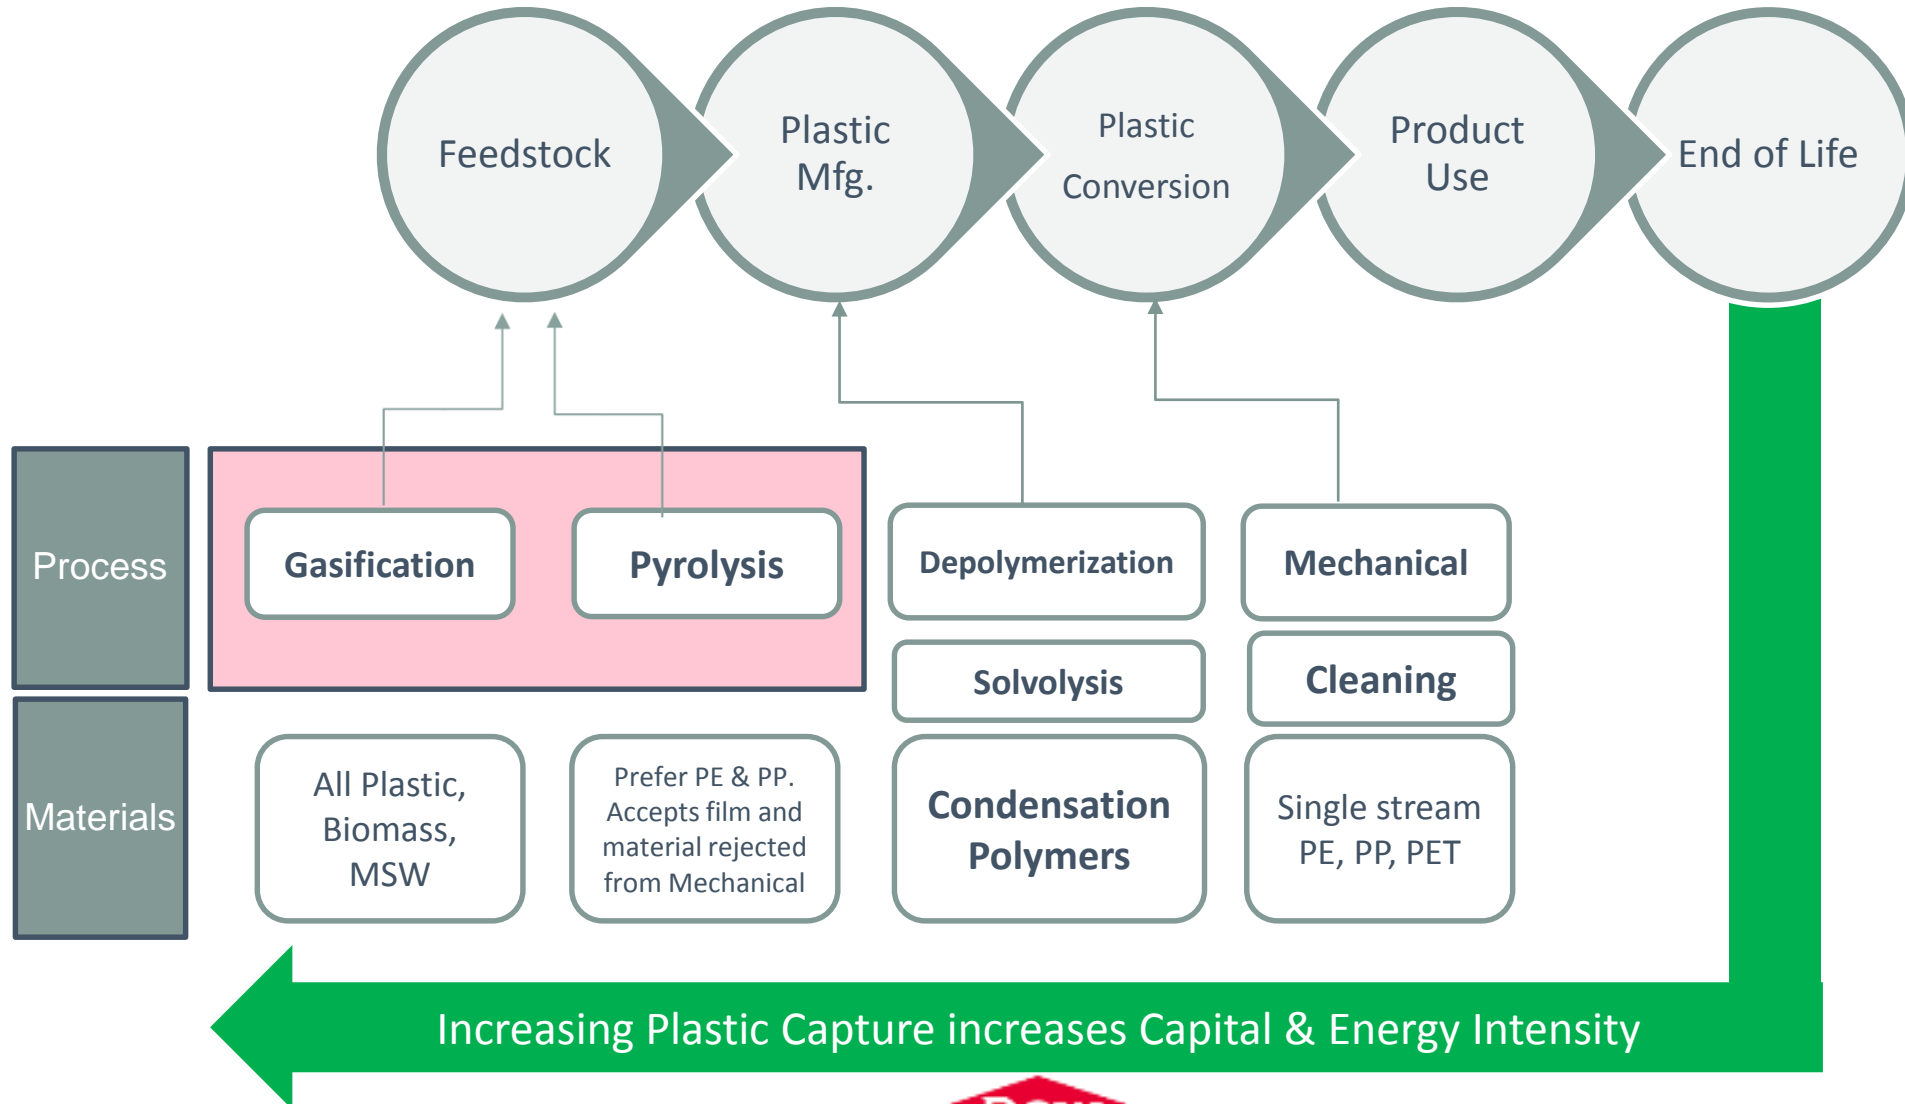 Feedstock
Plastic
Mfg.
Plastic
Conversion
Product
Use
End of Life
Process
Gasification
Pyrolysis
Depolymerization
Mechanical
Solvolysis
Cleaning
Materials
All Plastic,
Biomass,
MSW
Prefer PE & PP.
Accepts film and
material rejected
from Mechanical
Condensation
Polymers
Single stream
PE, PP, PET
Increasing Plastic Capture increases Capital & Energy Intensity